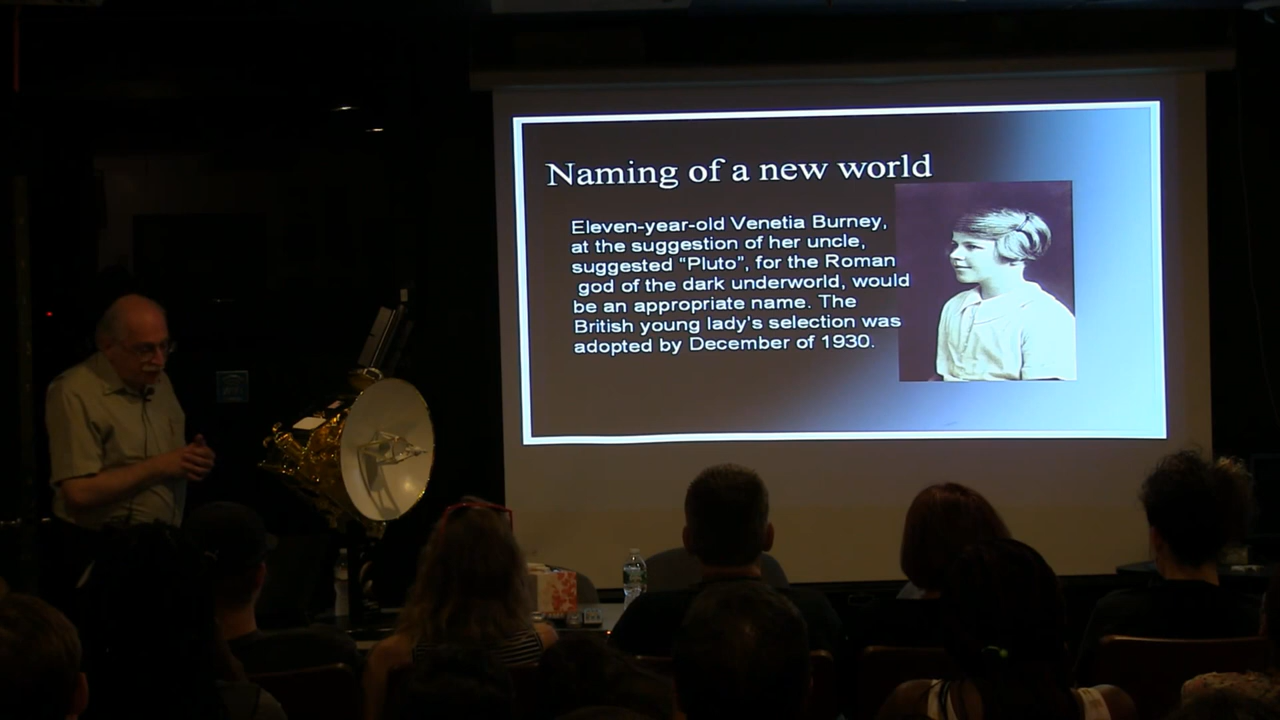 Naming of a new world
Eleven-year-old Venetia Burney,
at the suggestion of her uncle,
suggested “Pluto”, for the Roman
god of the dark underworld, would
be an appropriate name. The
British young lady's selection was
adopted by December of 1930.